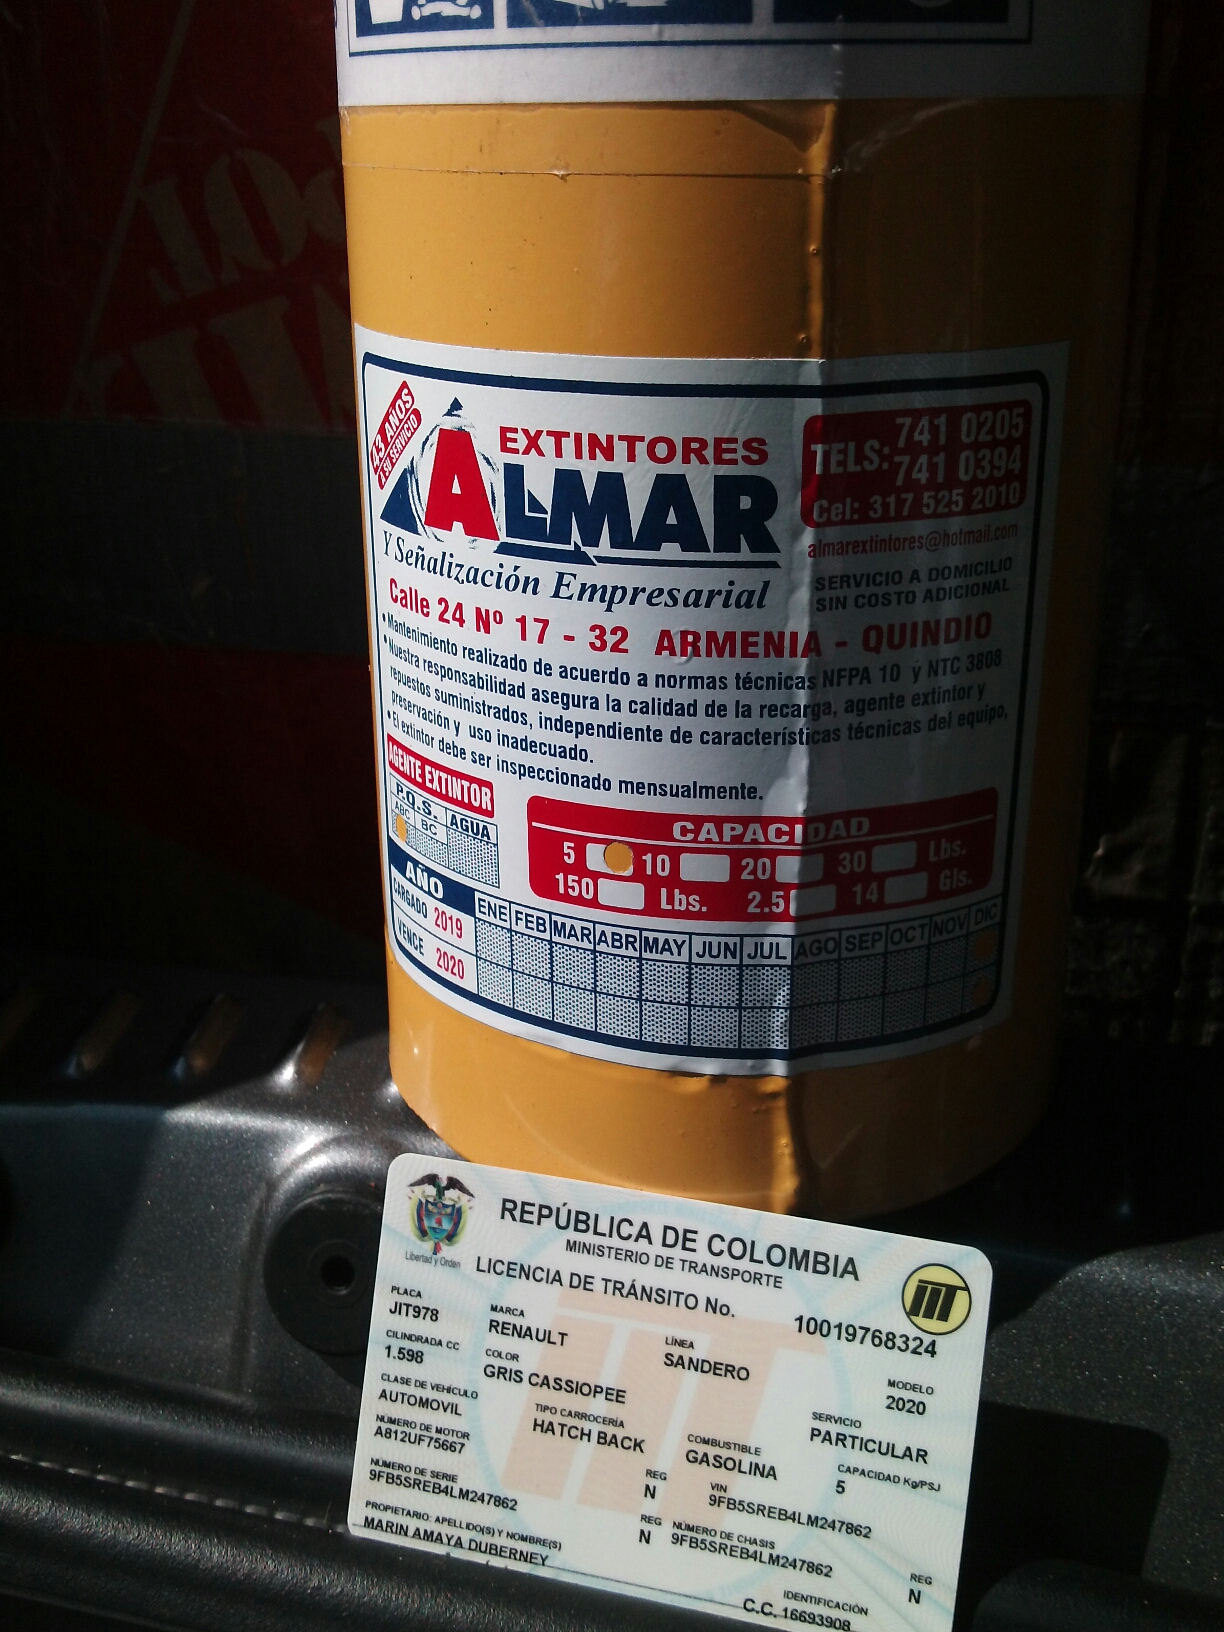 43 AÑOS
A SU SERVICIO
EXTINTORES
ALMAR
Y Señalización Empresarial
TELS: 741 0205
741 0394
Cel: 317 525 2010
almarextintores@hotmail.com
SERVICIO A DOMICILIO
SIN COSTO ADICIONAL
Calle 24 Nº 17 - 32 ARMENIA - QUINDIO
• Mantenimiento realizado de acuerdo a normas técnicas NFPA 10 y NTC 3808
• Nuestra responsabilidad asegura la calidad de la recarga, agente extintor y
repuestos suministrados, independiente de características técnicas del equipo,
preservación y uso inadecuado.
• El extintor debe ser inspeccionado mensualmente.
AGENTE EXTINTOR
P.Q.S. AGUA
ABC BC
CAPACIDAD
5 10 20 30 Lbs.
150 Lbs. 2.5 14 Gls.
AÑO ENE FEB MAR ABR MAY JUN JUL AGO SEP OCT NOV DIC
CARGADO 2019
VENCE 2020
REPÚBLICA DE COLOMBIA
MINISTERIO DE TRANSPORTE
Libertad y Orden
LICENCIA DE TRÁNSITO No. 10019768324
PLACA MARCA LÍNEA MODELO
JIT978 RENAULT SANDERO 2020
CILINDRADA CC COLOR SERVICIO
1.598 GRIS CASSIOPEE PARTICULAR
CLASE DE VEHÍCULO TIPO CARROCERÍA COMBUSTIBLE CAPACIDAD Kg/PSJ
AUTOMOVIL HATCH BACK GASOLINA 5
NÚMERO DE MOTOR REG VIN
A812UF75667 N 9FB5SREB4LM247862
NÚMERO DE SERIE REG NÚMERO DE CHASIS REG
9FB5SREB4LM247862 N 9FB5SREB4LM247862 N
PROPIETARIO: APELLIDO(S) Y NOMBRE(S) IDENTIFICACIÓN
MARIN AMAYA DUBERNEY C.C. 16693908